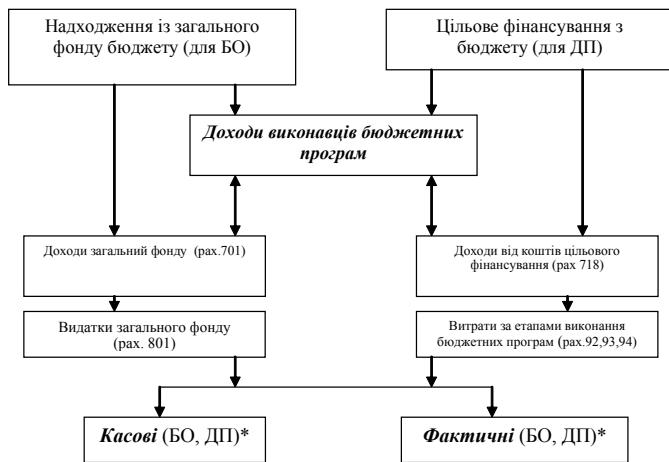 Надходження із загального
фонду бюджету (для БО)
Цільове фінансування з
бюджету (для ДП)
Доходи виконавців бюджетних
програм
Доходи загальний фонду (рах.701)
Доходи від коштів цільового
фінансування (рах 718)
Видатки загального фонду
(рах. 801)
Витрати за етапами виконання
бюджетних програм (рах.92,93,94)
Касові (БО, ДП)*
Фактичні (БО, ДП)*